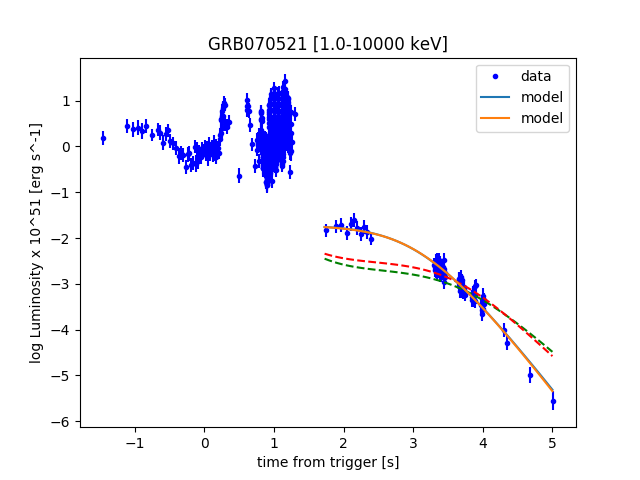 GRB070521 [1.0-10000 keV]
data
model
model
1
0
−1
−2
−3
−4
−5
−6
log Luminosity x 10^51 [erg s^-1]
−1
0
1
2
3
4
5
time from trigger [s]